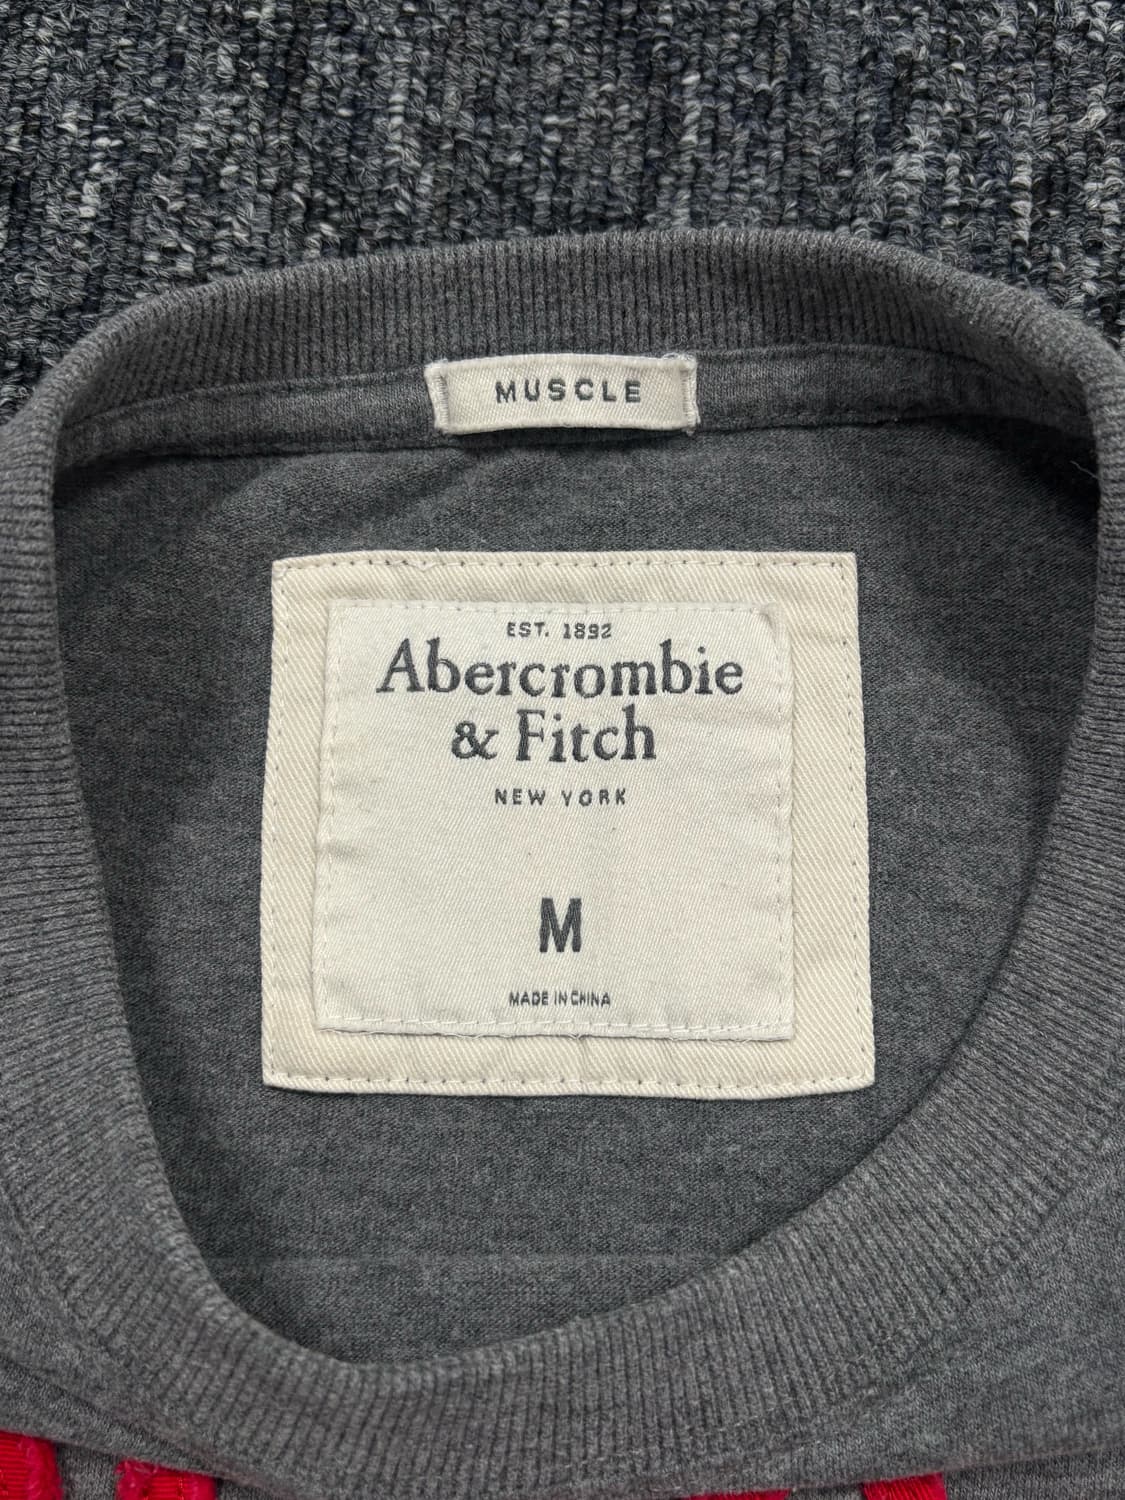 MUSCLE
EST. 1892
Abercrombie
& Fitch
NEW YORK
M
MADE IN CHINA